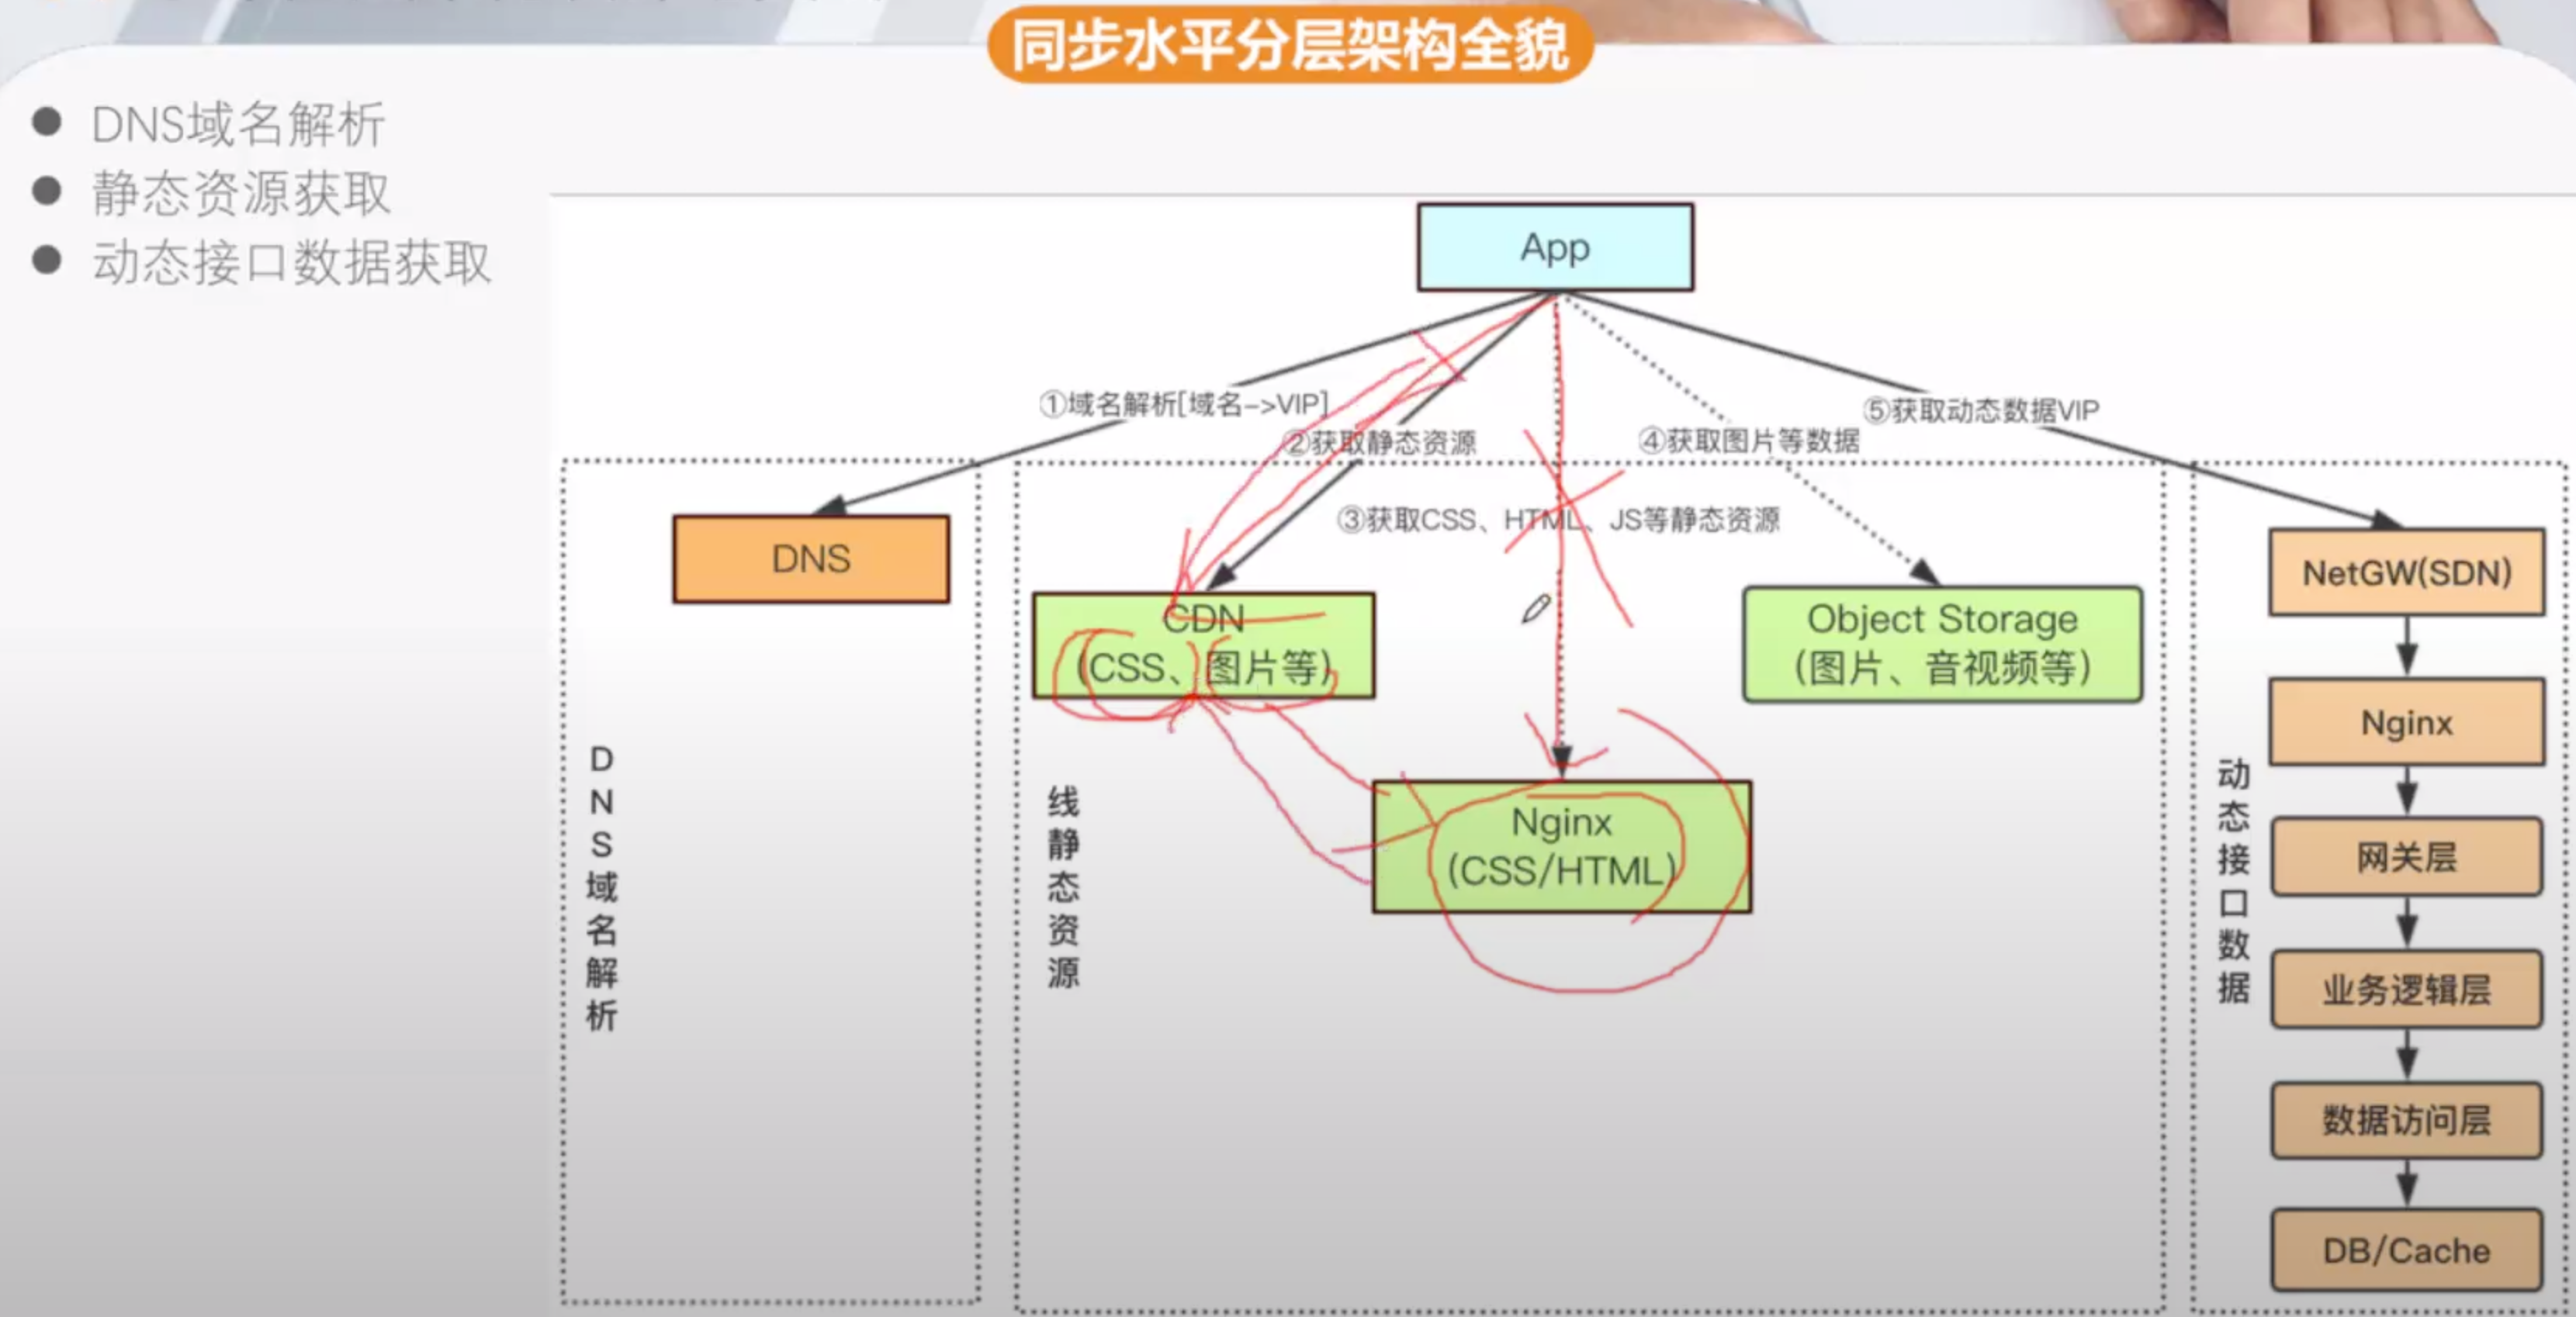 同步水平分层架构全貌
DNS域名解析
静态资源获取
动态接口数据获取
App
①域名解析[域名->VIP]
②获取静态资源
③获取CSS、HTML、JS等静态资源
④获取图片等数据
⑤获取动态数据VIP
DNS
DNS域名解析
CDN
(CSS、图片等)
Nginx
(CSS/HTML)
Object Storage
(图片、音视频等)
线静态资源
NetGW(SDN)
Nginx
网关层
业务逻辑层
数据访问层
DB/Cache
动态接口数据